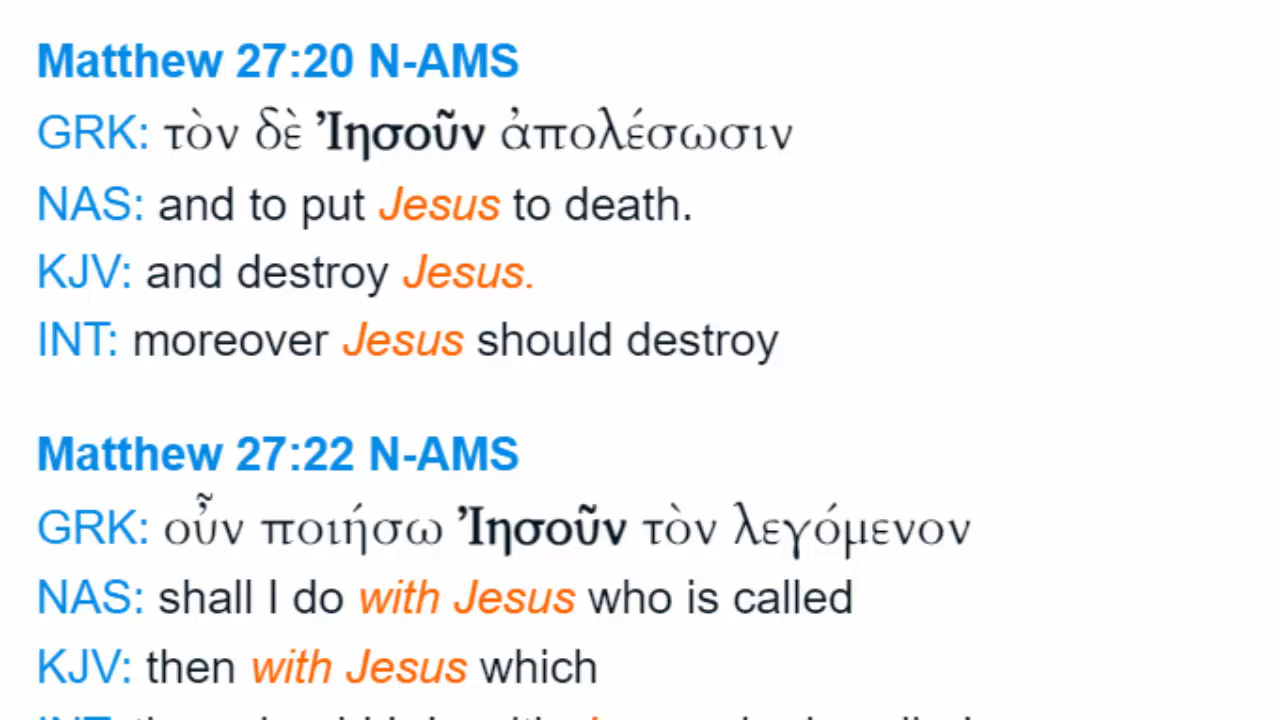 Matthew 27:20 N-AMS
GRK: τὸν δὲ Ἰησοῦν ἀπολέσωσιν
NAS: and to put Jesus to death.
KJV: and destroy Jesus.
INT: moreover Jesus should destroy
Matthew 27:22 N-AMS
GRK: οὖν ποιήσω Ἰησοῦν τὸν λεγόμενον
NAS: shall I do with Jesus who is called
KJV: then with Jesus which